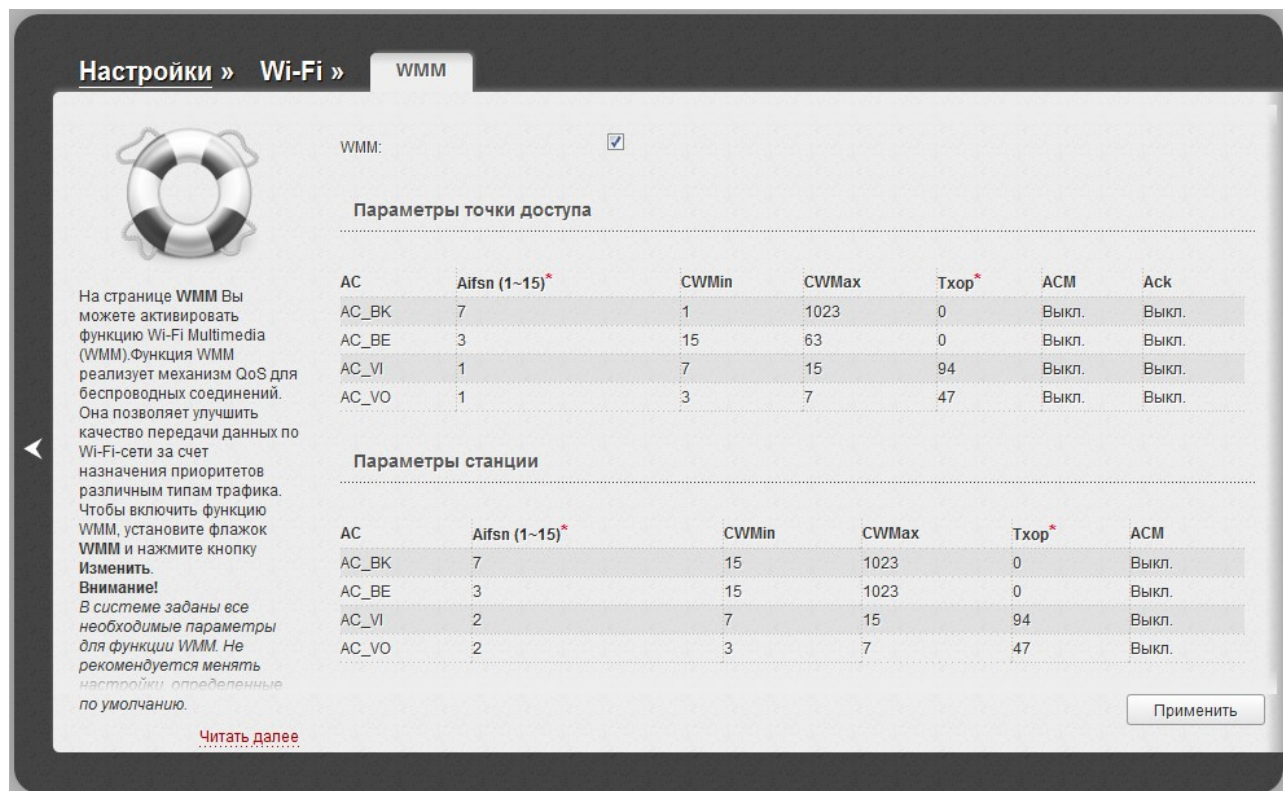 Настройки » Wi-Fi » WMM
На странице WMM Вы
можете активировать
функцию Wi-Fi Multimedia
(WMM).Функция WMM
реализует механизм QoS для
беспроводных соединений.
Она позволяет улучшить
качество передачи данных по
Wi-Fi-сети за счет
назначения приоритетов
различным типам трафика.
Чтобы включить функцию
WMM, установите флажок
WMM и нажмите кнопку
Изменить.
Внимание!
В системе заданы все
необходимые параметры
для функции WMM. Не
рекомендуется менять
настройки, определенные
по умолчанию.
Читать далее
WMM:
Параметры точки доступа
AC Aifsn (1~15)* CWMin CWMax Txop* ACM Ack
AC_BK 7 1 1023 0 Выкл. Выкл.
AC_BE 3 15 63 0 Выкл. Выкл.
AC_VI 1 7 15 94 Выкл. Выкл.
AC_VO 1 3 7 47 Выкл. Выкл.
Параметры станции
AC Aifsn (1~15)* CWMin CWMax Txop* ACM
AC_BK 7 15 1023 0 Выкл.
AC_BE 3 15 1023 0 Выкл.
AC_VI 2 7 15 94 Выкл.
AC_VO 2 3 7 47 Выкл.
Применить